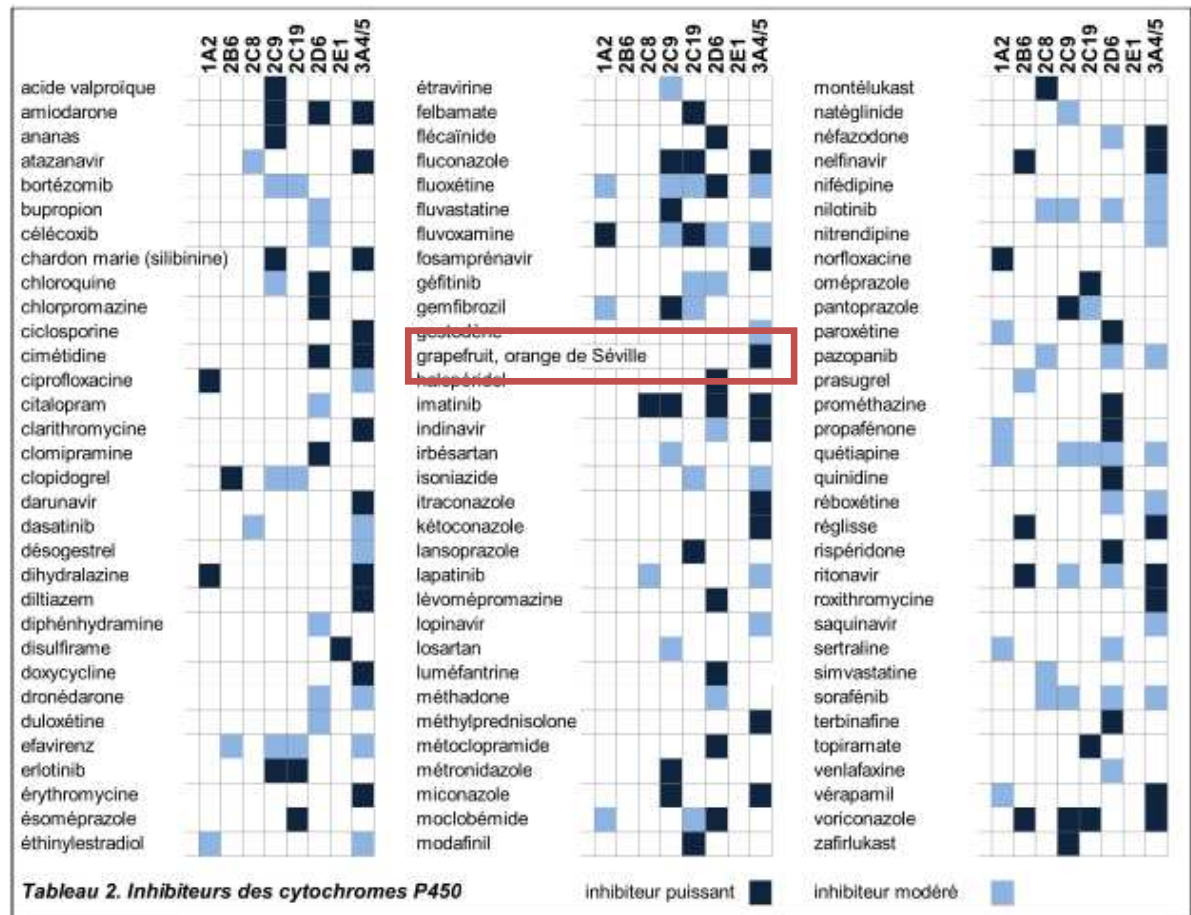 1A2 2B6 2C8 2C9 2C19 2D6 2E1 3A4/5
acide valproïque
amiodarone
ananas
atazanavir
bortézomib
bupropion
célécoxib
chardon marie (silibinine)
chloroquine
chlorpromazine
ciclosporine
cimétidine
ciprofloxacine
citalopram
clarithromycine
clomipramine
clopidogrel
darunavir
dasatinib
désogestrel
dihydralazine
diltiazem
diphénhydramine
disulfirame
doxycycline
dronédarone
duloxétine
efavirenz
erlotinib
érythromycine
ésoméprazole
éthinylestradiol
1A2 2B6 2C8 2C9 2C19 2D6 2E1 3A4/5
étravirine
felbamate
flécaïnide
fluconazole
fluoxétine
fluvastatine
fluvoxamine
fosamprénavir
géfitinib
gemfibrozil
gestodène
grapefruit, orange de Séville
halopéridol
imatinib
indinavir
irbésartan
isoniazide
itraconazole
kétoconazole
lansoprazole
lapatinib
lévomépromazine
lopinavir
losartan
luméfantrine
méthadone
méthylprednisolone
métoclopramide
métronidazole
miconazole
moclobémide
modafinil
1A2 2B6 2C8 2C9 2C19 2D6 2E1 3A4/5
montélukast
natéglinide
néfazodone
nelfinavir
nifédipine
nilotinib
nitrendipine
norfloxacine
oméprazole
pantoprazole
paroxétine
pazopanib
prasugrel
prométhazine
propafénone
quétiapine
quinidine
réboxétine
réglisse
rispéridone
ritonavir
roxithromycine
saquinavir
sertraline
simvastatine
sorafénib
terbinafine
topiramate
venlafaxine
vérapamil
voriconazole
zafirlukast
Tableau 2. Inhibiteurs des cytochromes P450
inhibiteur puissant
inhibiteur modéré